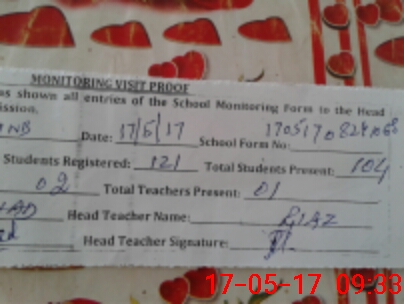 MONITORING VISIT PROOF
as shown all entries of the School Monitoring Form to the Head
ission.
Date: 17/5/17 School Form No:
Students Registered: 121 Total Students Present: 104
02 Total Teachers Present: 01
Head Teacher Name: RIAZ
Head Teacher Signature:
17-05-17 09:33